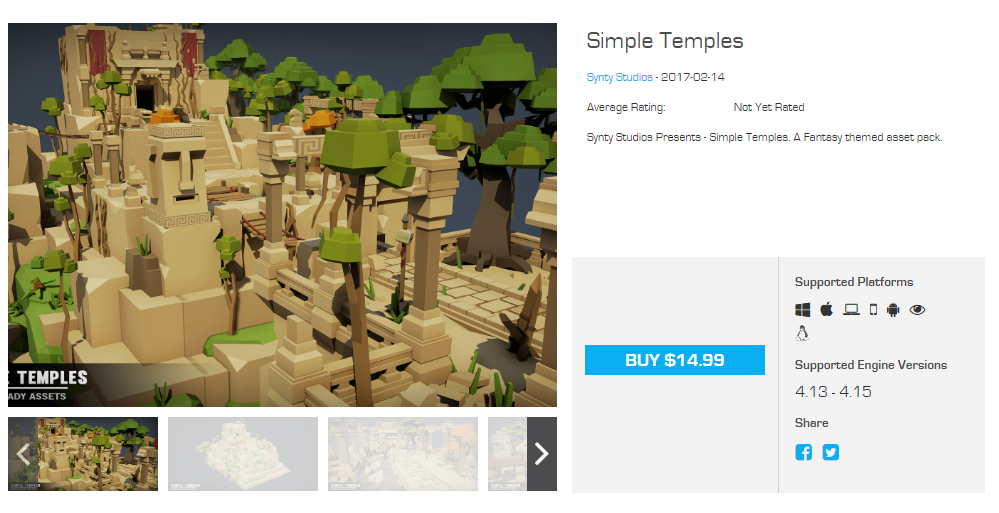 Simple Temples
Synty Studios - 2017-02-14
Average Rating: Not Yet Rated
Synty Studios Presents - Simple Temples. A Fantasy themed asset pack.
TEMPLES
ADY ASSETS
BUY $14.99
Supported Platforms
Supported Engine Versions
4.13 - 4.15
Share